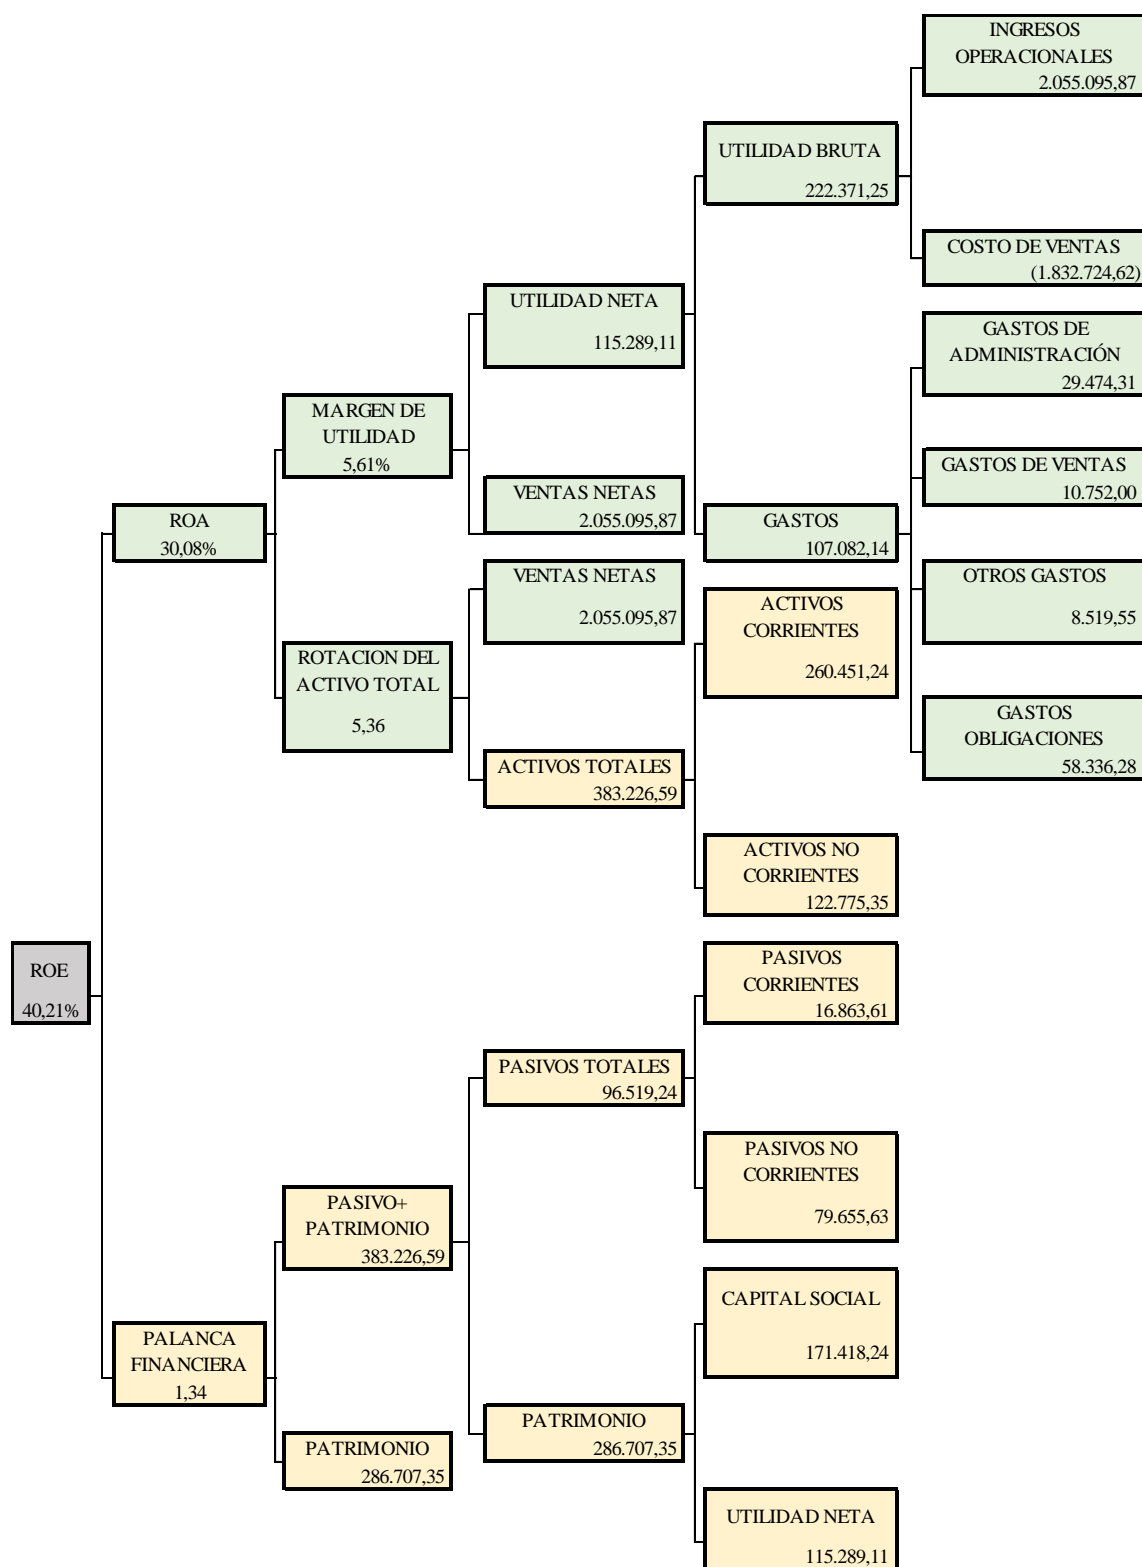 INGRESOS
OPERACIONALES
2.055.095,87
UTILIDAD BRUTA
222.371,25
COSTO DE VENTAS
(1.832.724,62)
UTILIDAD NETA
115.289,11
GASTOS DE
ADMINISTRACIÓN
29.474,31
MARGEN DE
UTILIDAD
5,61%
GASTOS DE VENTAS
10.752,00
VENTAS NETAS
2.055.095,87
ROA
30,08%
GASTOS
107.082,14
VENTAS NETAS
2.055.095,87
OTROS GASTOS
8.519,55
ACTIVOS
CORRIENTES
260.451,24
ROTACION DEL
ACTIVO TOTAL
5,36
GASTOS
OBLIGACIONES
58.336,28
ACTIVOS TOTALES
383.226,59
ACTIVOS NO
CORRIENTES
122.775,35
ROE
40,21%
PASIVOS
CORRIENTES
16.863,61
PASIVOS TOTALES
96.519,24
PASIVOS NO
CORRIENTES
79.655,63
PASIVO+
PATRIMONIO
383.226,59
CAPITAL SOCIAL
171.418,24
PALANCA
FINANCIERA
1,34
PATRIMONIO
286.707,35
PATRIMONIO
286.707,35
UTILIDAD NETA
115.289,11